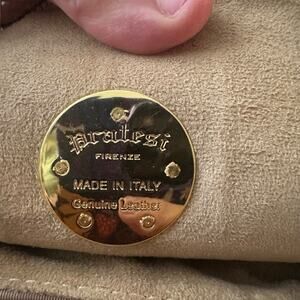 Pratesi
FIRENZE
MADE IN ITALY
Genuine Leather